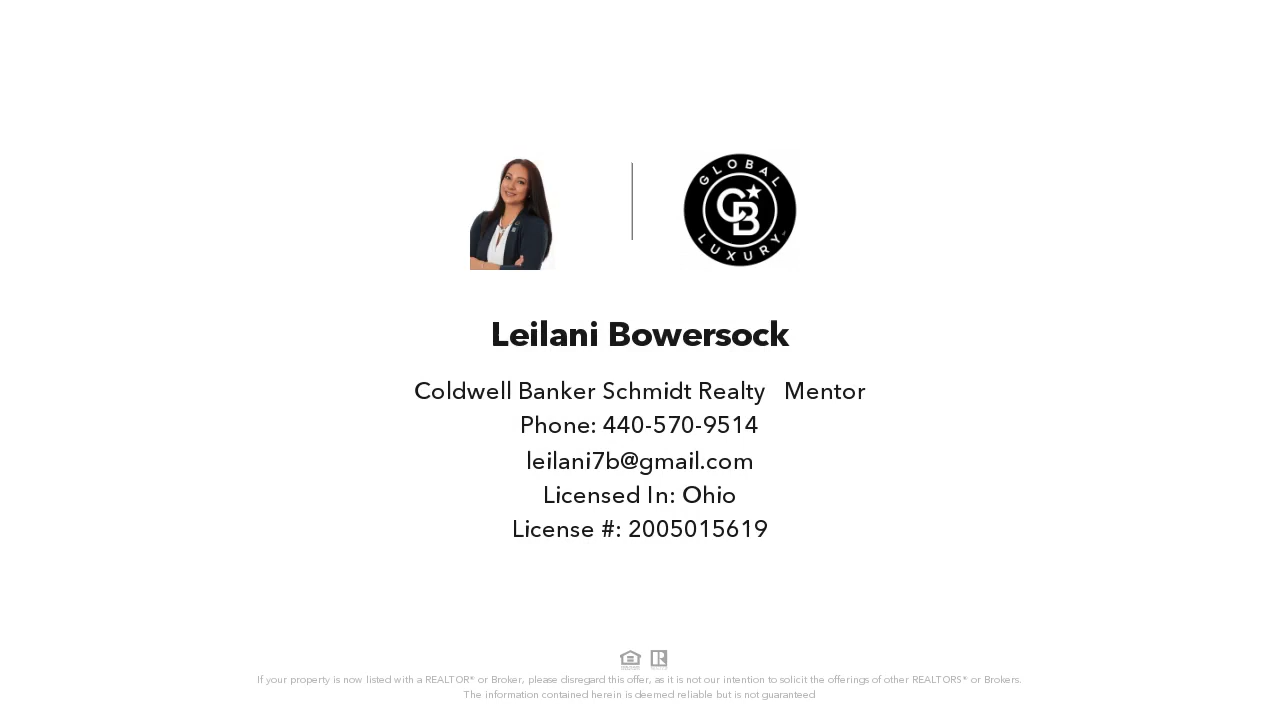 GLOBAL
CB
LUXURY
Leilani Bowersock
Coldwell Banker Schmidt Realty   Mentor
Phone: 440-570-9514
leilani7b@gmail.com
Licensed In: Ohio
License #: 2005015619
If your property is now listed with a REALTOR® or Broker, please disregard this offer, as it is not our intention to solicit the offerings of other REALTORS® or Brokers.
The information contained herein is deemed reliable but is not guaranteed